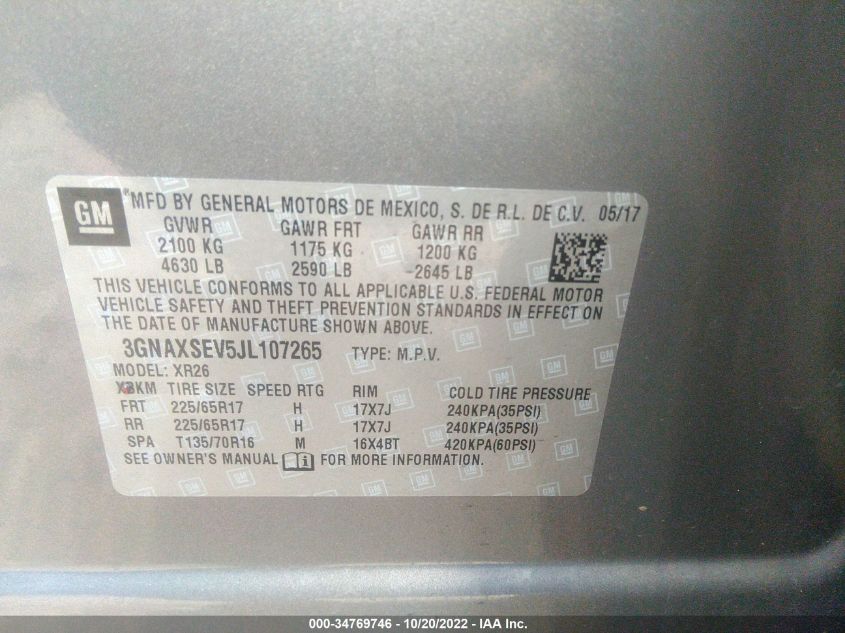 GM
MFD BY GENERAL MOTORS DE MEXICO, S. DE R.L. DE C.V. 05/17
GVWR GAWR FRT GAWR RR
2100 KG 1175 KG 1200 KG
4630 LB 2590 LB 2645 LB
THIS VEHICLE CONFORMS TO ALL APPLICABLE U.S. FEDERAL MOTOR
VEHICLE SAFETY AND THEFT PREVENTION STANDARDS IN EFFECT ON
THE DATE OF MANUFACTURE SHOWN ABOVE.
3GNAXSEV5JL107265 TYPE: M.P.V.
MODEL: XR26
TIRE SIZE SPEED RTG RIM COLD TIRE PRESSURE
FRT 225/65R17 H 17X7J 240KPA(35PSI)
RR 225/65R17 H 17X7J 240KPA(35PSI)
SPA T135/70R16 M 16X4BT 420KPA(60PSI)
SEE OWNER'S MANUAL FOR MORE INFORMATION.
000-34769746 - 10/20/2022 - IAA Inc.